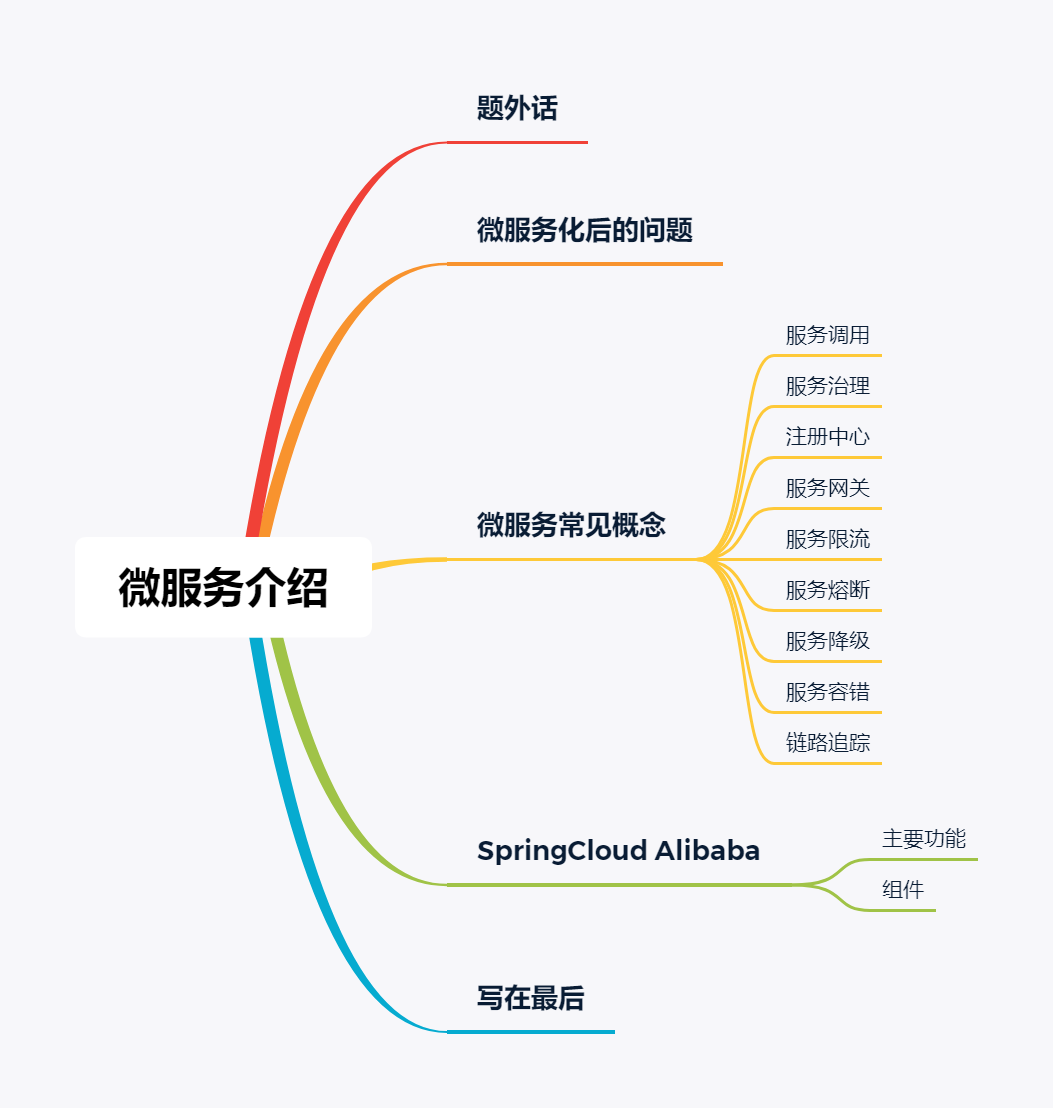 题外话
微服务化后的问题
微服务介绍
微服务常见概念
服务调用
服务治理
注册中心
服务网关
服务限流
服务熔断
服务降级
服务容错
链路追踪
SpringCloud Alibaba
主要功能
组件
写在最后